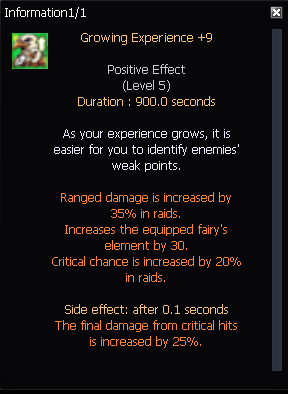 Information1/1
Growing Experience +9
Positive Effect
(Level 5)
Duration : 900.0 seconds
As your experience grows, it is
easier for you to identify enemies'
weak points.
Ranged damage is increased by
35% in raids.
Increases the equipped fairy's
element by 30.
Critical chance is increased by 20%
in raids.
Side effect: after 0.1 seconds
The final damage from critical hits
is increased by 25%.